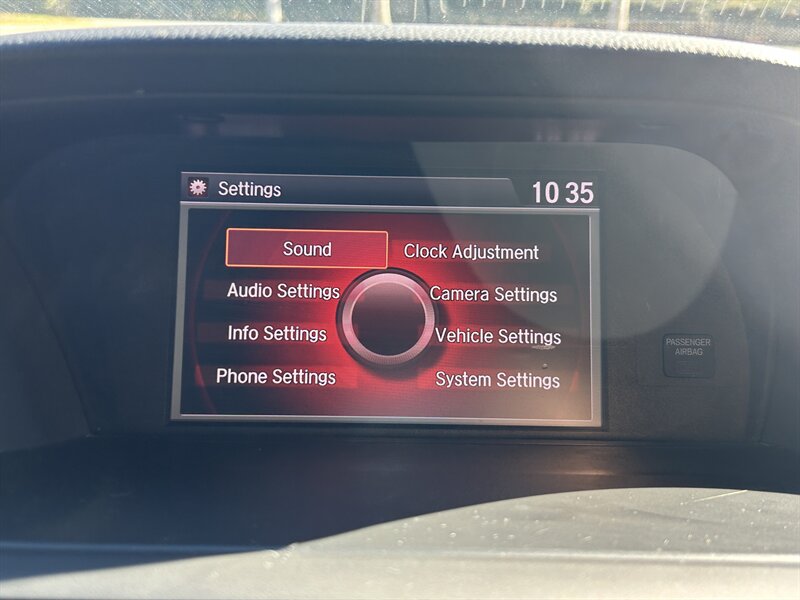 Settings
10 35
Sound
Clock Adjustment
Audio Settings
Camera Settings
Info Settings
Vehicle Settings
Phone Settings
System Settings
PASSENGER
AIRBAG